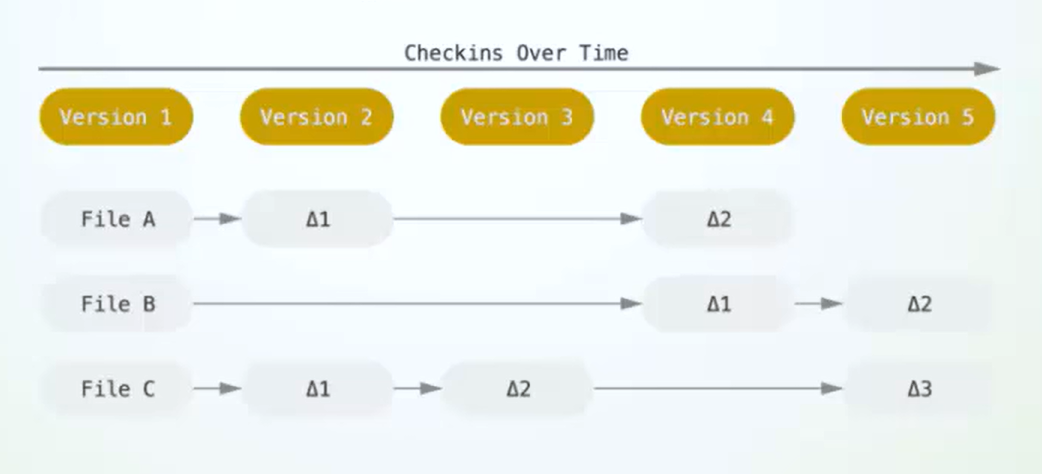 Checkins Over Time
Version 1 Version 2 Version 3 Version 4 Version 5
File A Δ1 Δ2
File B Δ1 Δ2
File C Δ1 Δ2 Δ3